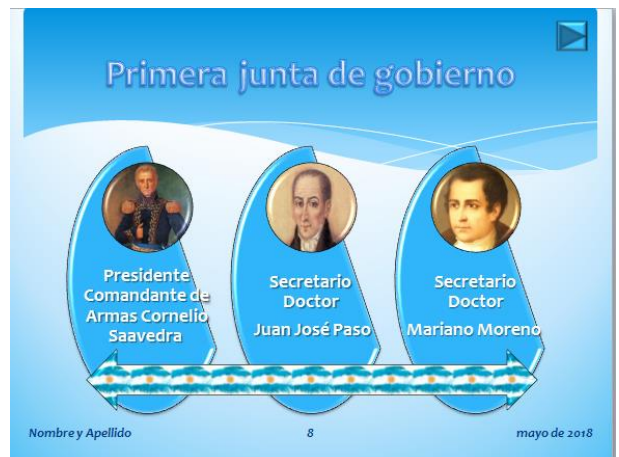 Primera junta de gobierno
Presidente
Comandante de
Armas Cornelio
Saavedra
Secretario
Doctor
Juan José Paso
Secretario
Doctor
Mariano Moreno
Nombre y Apellido
8
mayo de 2018